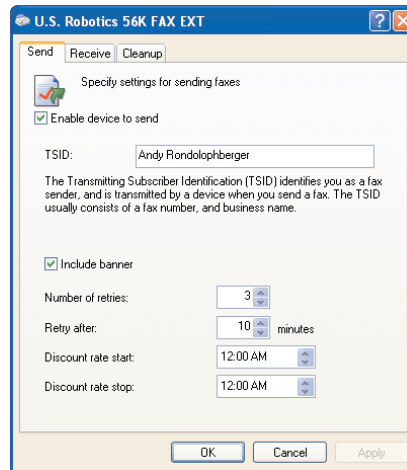 U.S. Robotics 56K FAX EXT
Send Receive Cleanup
Specify settings for sending faxes
Enable device to send
TSID: Andy Rondolophberger
The Transmitting Subscriber Identification (TSID) identifies you as a fax
sender, and is transmitted by a device when you send a fax. The TSID
usually consists of a fax number, and business name.
Include banner
Number of retries: 3
Retry after: 10 minutes
Discount rate start: 12:00 AM
Discount rate stop: 12:00 AM
OK Cancel Apply